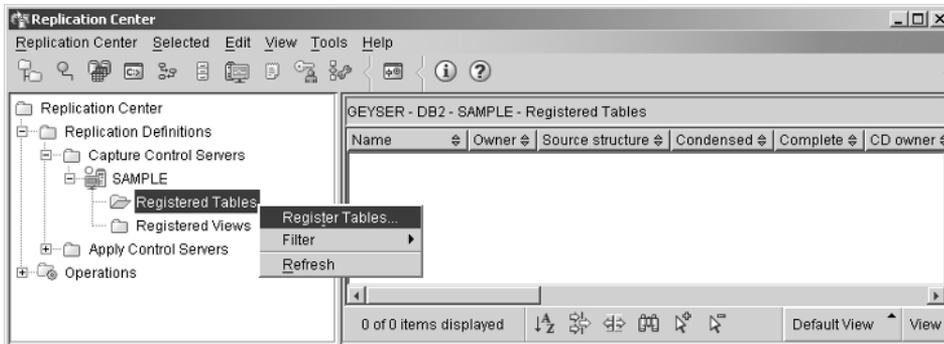 Replication Center
Replication Center Selected Edit View Tools Help
Replication Center
Replication Definitions
Capture Control Servers
SAMPLE
Registered Tables
Registered Views
Apply Control Servers
Operations
Register Tables...
Filter
Refresh
GEYSER - DB2 - SAMPLE - Registered Tables
Name Owner Source structure Condensed Complete CD owner
0 of 0 items displayed Default View View